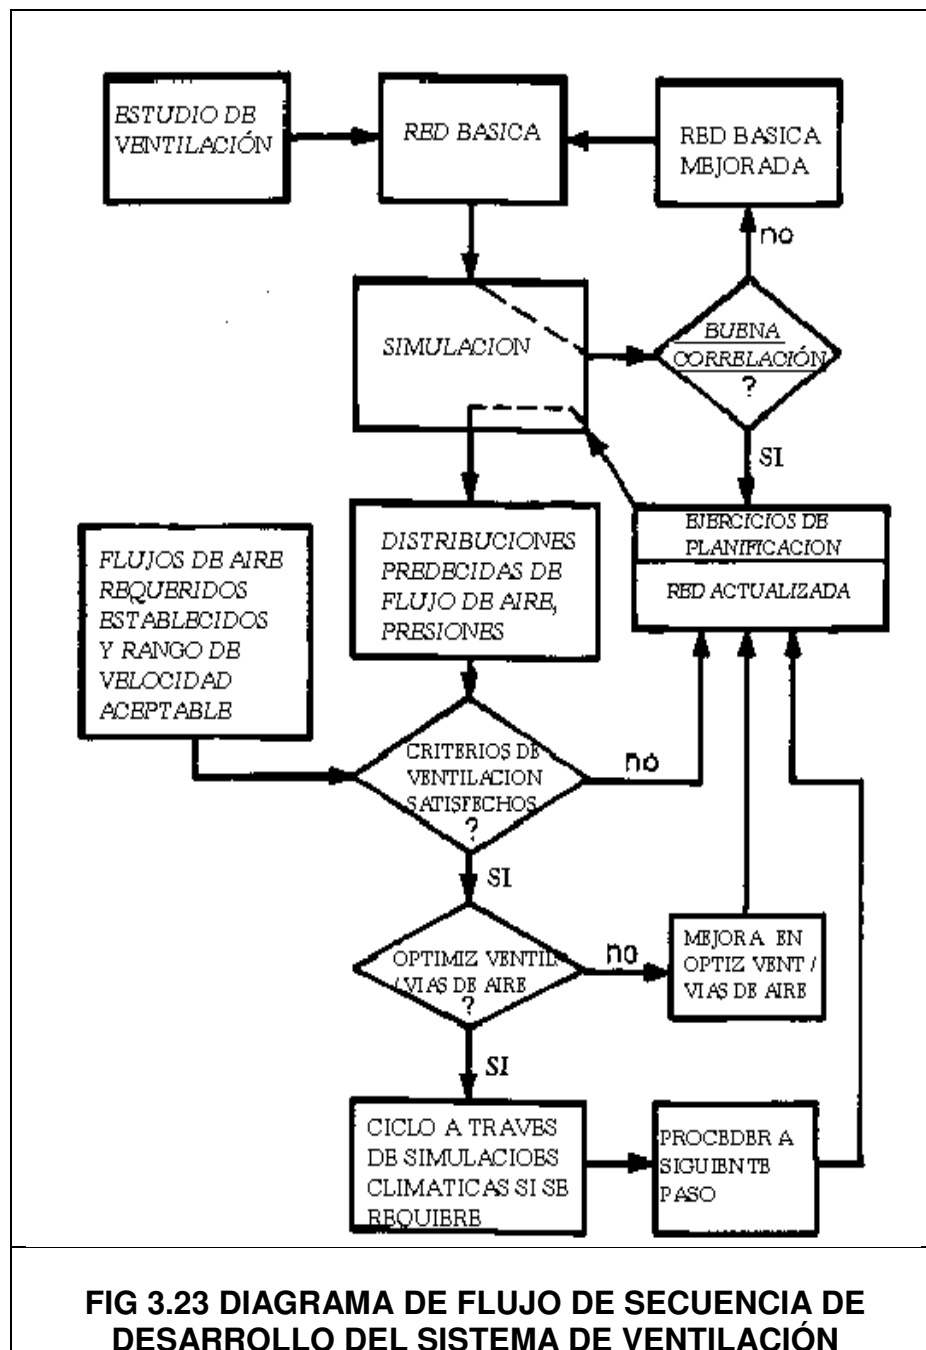 ESTUDIO DE
VENTILACIÓN
RED BASICA
RED BASICA
MEJORADA
no
SIMULACION
BUENA
CORRELACIÓN
?
SI
EJERCICIOS DE
PLANIFICACION
RED ACTUALIZADA
DISTRIBUCIONES
PREDECIDAS DE
FLUJO DE AIRE,
PRESIONES
FLUJOS DE AIRE
REQUERIDOS
ESTABLECIDOS
Y RANGO DE
VELOCIDAD
ACEPTABLE
CRITERIOS DE
VENTILACION
SATISFECHOS
?
no
SI
OPTIMIZ VENTIL
/VIAS DE AIRE
?
no
MEJORA EN
OPTIZ VENT /
VIAS DE AIRE
SI
CICLO A TRAVES
DE SIMULACIOES
CLIMATICAS SI SE
REQUIERE
PROCEDER A
SIGUIENTE
PASO
FIG 3.23 DIAGRAMA DE FLUJO DE SECUENCIA DE
DESARROLLO DEL SISTEMA DE VENTILACIÓN